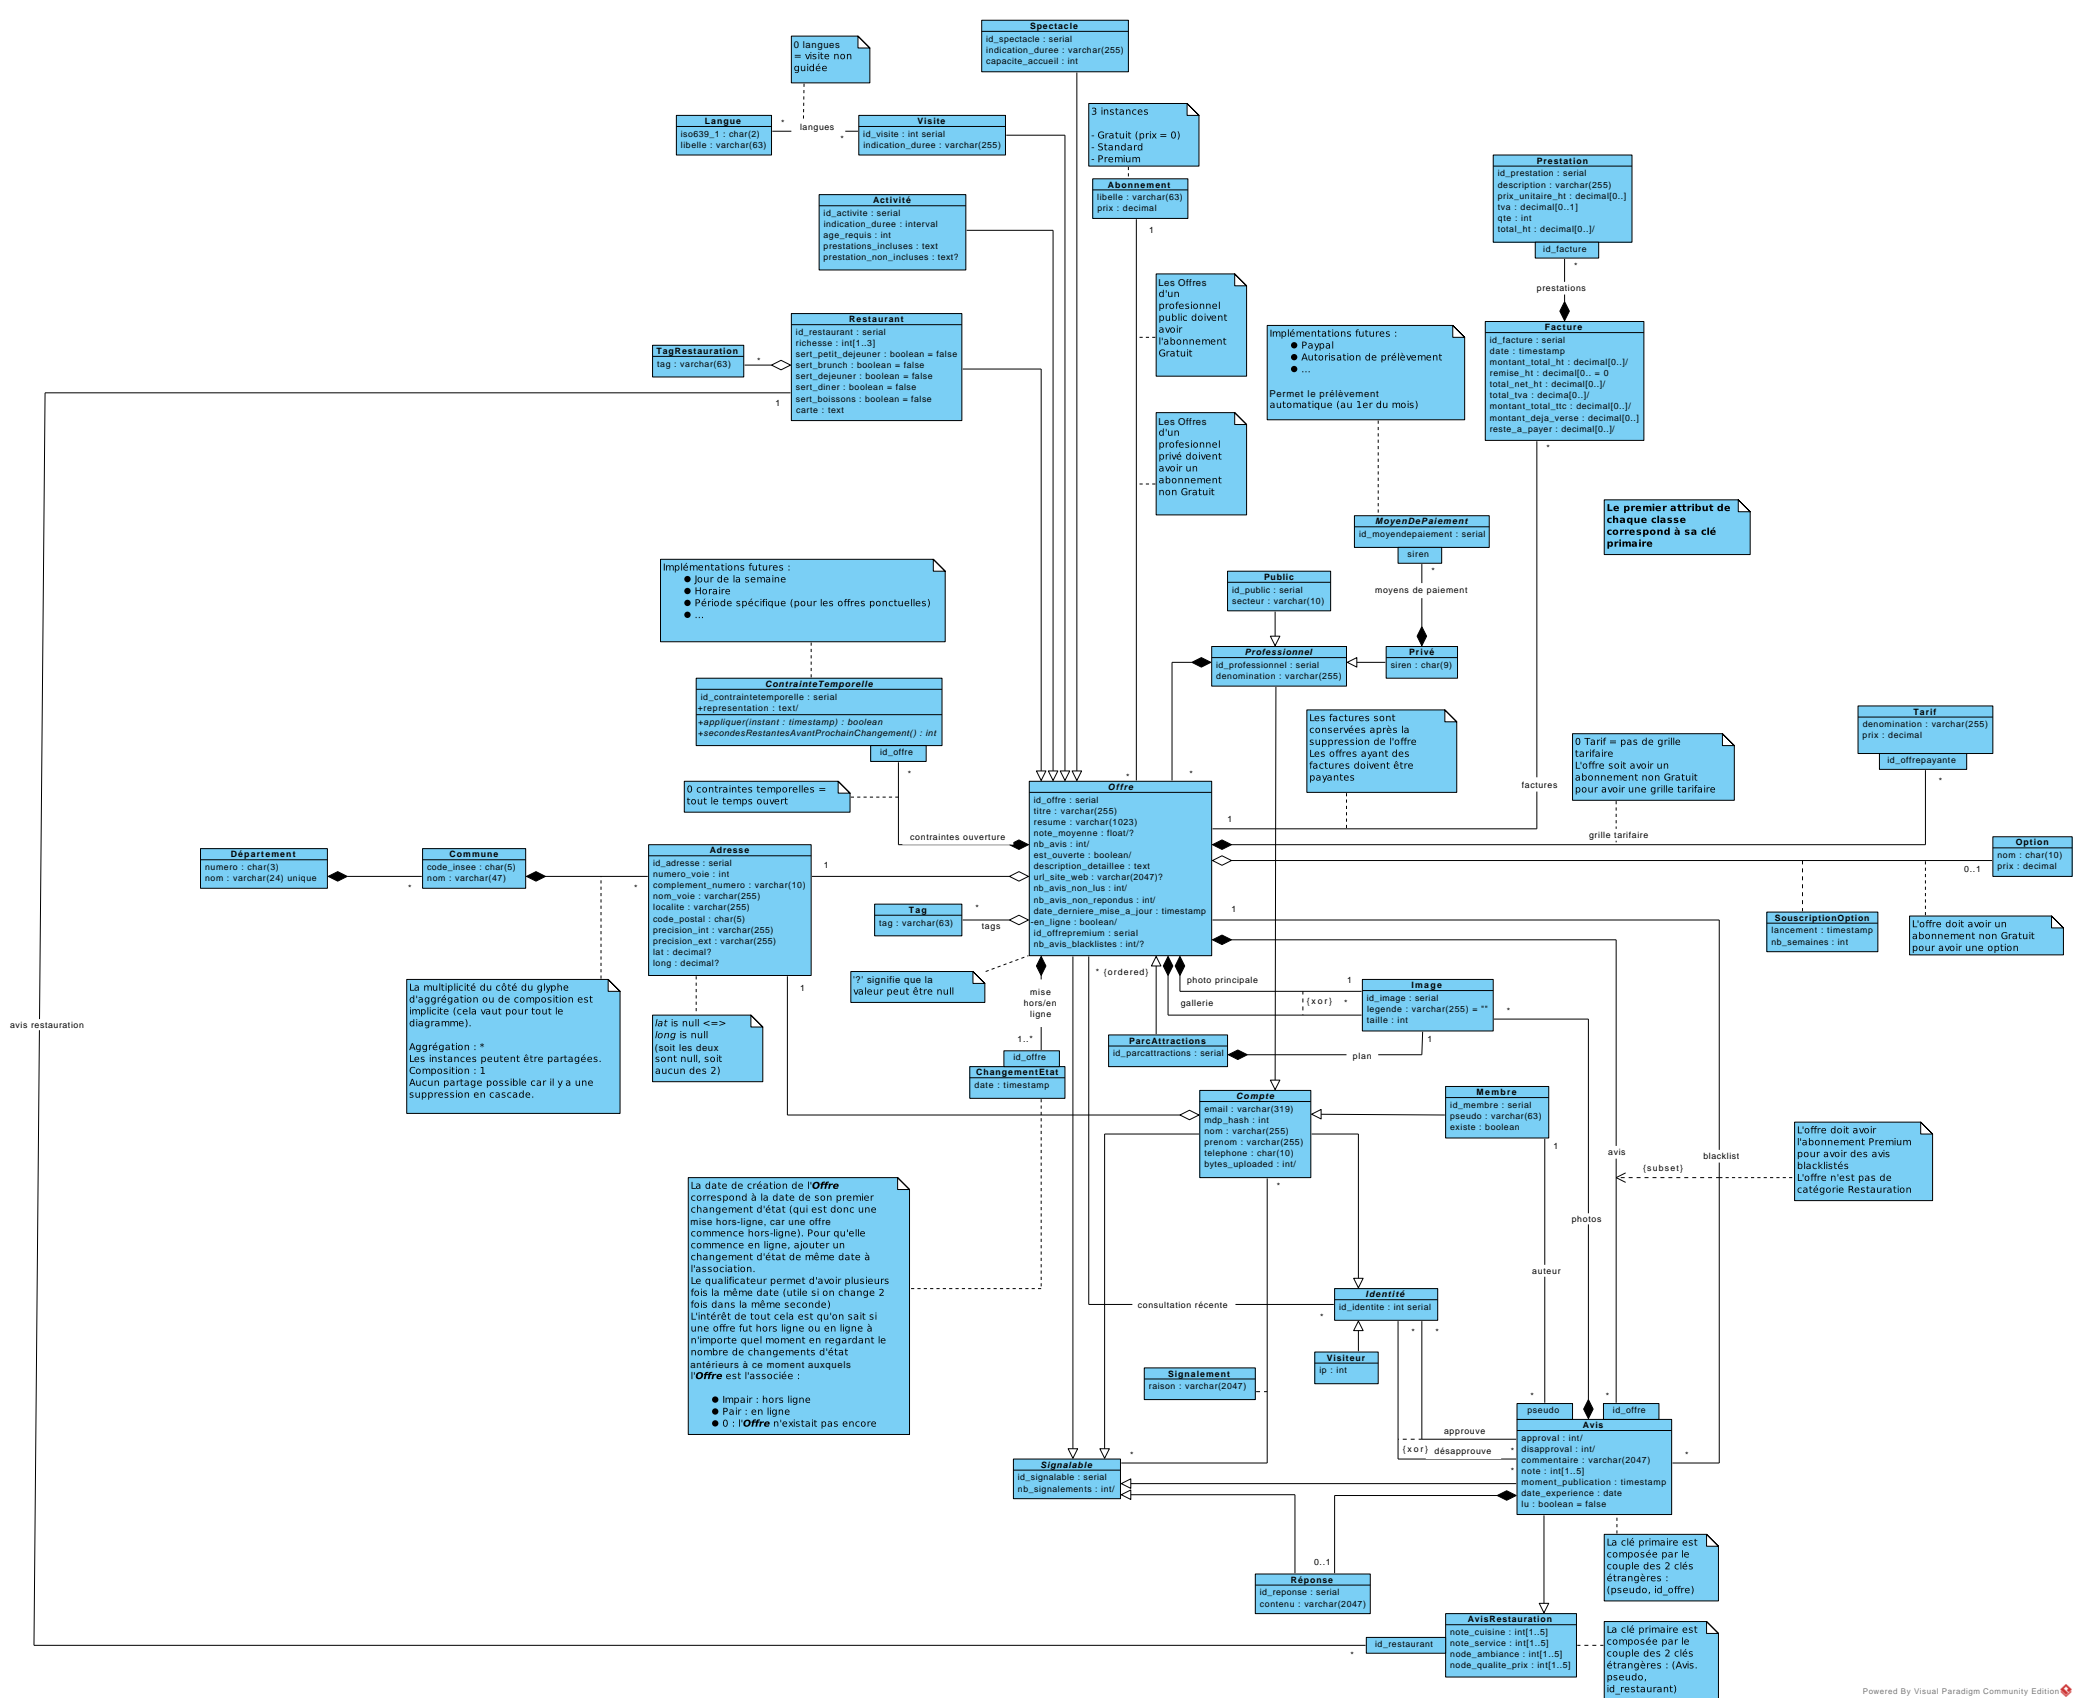 Spectacle
id_spectacle : serial
indication_duree : varchar(255)
capacite_accueil : int
0 langues
= visite non
guidée
3 instances
- Gratuit (prix = 0)
- Standard
- Premium
Langue
iso639_1 : char(2)
libelle : varchar(63)
*
langues
*
Visite
id_visite : int serial
indication_duree : varchar(255)
Abonnement
libelle : varchar(63)
prix : decimal
1
Prestation
id_prestation : serial
description : varchar(255)
prix_unitaire_ht : decimal[0..]
tva : decimal[0..1]
qte : int
total_ht : decimal[0..]/
id_facture
*
prestations
Activité
id_activite : serial
indication_duree : interval
age_requis : int
prestations_incluses : text
prestation_non_incluses : text?
Les Offres
d'un
profesionnel
public doivent
avoir
l'abonnement
Gratuit
Restaurant
id_restaurant : serial
richesse : int[1..3]
sert_petit_dejeuner : boolean = false
sert_brunch : boolean = false
sert_dejeuner : boolean = false
sert_diner : boolean = false
sert_boissons : boolean = false
carte : text
TagRestauration
tag : varchar(63)
*
1
Implémentations futures :
● Paypal
● Autorisation de prélèvement
● ...
Permet le prélèvement
automatique (au 1er du mois)
Facture
id_facture : serial
date : timestamp
montant_total_ht : decimal[0..]/
remise_ht : decimal[0.. = 0
total_net_ht : decimal[0..]/
total_tva : decima[0..]/
montant_total_ttc : decimal[0..]/
montant_deja_verse : decimal[0..]
reste_a_payer : decimal[0..]/
*
Les Offres
d'un
profesionnel
privé doivent
avoir un
abonnement
non Gratuit
Le premier attribut de
chaque classe
correspond à sa clé
primaire
MoyenDePaiement
id_moyendepaiement : serial
siren
*
moyens de paiement
Implémentations futures :
● Jour de la semaine
● Horaire
● Période spécifique (pour les offres ponctuelles)
● ...
Public
id_public : serial
secteur : varchar(10)
Professionnel
id_professionnel : serial
denomination : varchar(255)
Privé
siren : char(9)
ContrainteTemporelle
id_contraintetemporelle : serial
+representation : text/
+appliquer(instant : timestamp) : boolean
+secondesRestantesAvantProchainChangement() : int
id_offre
*
Les factures sont
conservées après la
suppression de l'offre
Les offres ayant des
factures doivent être
payantes
0 Tarif = pas de grille
tarifaire
L'offre soit avoir un
abonnement non Gratuit
pour avoir une grille tarifaire
Tarif
denomination : varchar(255)
prix : decimal
id_offrepayante
*
0 contraintes temporelles =
tout le temps ouvert
contraintes ouverture
*
*
Offre
id_offre : serial
titre : varchar(255)
resume : varchar(1023)
note_moyenne : float/?
nb_avis : int/
est_ouverte : boolean/
description_detaillee : text
url_site_web : varchar(2047)?
nb_avis_non_lus : int/
nb_avis_non_repondus : int/
date_derniere_mise_a_jour : timestamp
-en_ligne : boolean/
id_offrepremium : serial
nb_avis_blacklistes : int/?
1
factures
grille tarifaire
Option
nom : char(10)
prix : decimal
0..1
Département
numero : char(3)
nom : varchar(24) unique
*
Commune
code_insee : char(5)
nom : varchar(47)
*
Adresse
id_adresse : serial
numero_voie : int
complement_numero : varchar(10)
nom_voie : varchar(255)
localite : varchar(255)
code_postal : char(5)
precision_int : varchar(255)
precision_ext : varchar(255)
lat : decimal?
long : decimal?
1
1
Tag
tag : varchar(63)
*
tags
SouscriptionOption
lancement : timestamp
nb_semaines : int
L'offre doit avoir un
abonnement non Gratuit
pour avoir une option
1
'?' signifie que la
valeur peut être null
La multiplicité du côté du glyphe
d'aggrégation ou de composition est
implicite (cela vaut pour tout le
diagramme).
Aggrégation : *
Les instances peutent être partagées.
Composition : 1
Aucun partage possible car il y a une
suppression en cascade.
lat is null <=>
long is null
(soit les deux
sont null, soit
aucun des 2)
mise
hors/en
ligne
1..*
id_offre
ChangementEtat
date : timestamp
* {ordered}
photo principale
1
gallerie
{xor}
*
Image
id_image : serial
legende : varchar(255) = ""
taille : int
*
1
ParcAttractions
id_parcattractions : serial
plan
avis restauration
Compte
email : varchar(319)
mdp_hash : int
nom : varchar(255)
prenom : varchar(255)
telephone : char(10)
bytes_uploaded : int/
*
Membre
id_membre : serial
pseudo : varchar(63)
existe : boolean
1
avis
{subset}
blacklist
L'offre doit avoir
l'abonnement Premium
pour avoir des avis
blacklistés
L'offre n'est pas de
catégorie Restauration
photos
auteur
La date de création de l'Offre
correspond à la date de son premier
changement d'état (qui est donc une
mise hors-ligne, car une offre
commence hors-ligne). Pour qu'elle
commence en ligne, ajouter un
changement d'état de même date à
l'association.
Le qualificateur permet d'avoir plusieurs
fois la même date (utile si on change 2
fois dans la même seconde)
L'intérêt de tout cela est qu'on sait si
une offre fut hors ligne ou en ligne à
n'importe quel moment en regardant le
nombre de changements d'état
antérieurs à ce moment auxquels
l'Offre est l'associée :
● Impair : hors ligne
● Pair : en ligne
● 0 : l'Offre n'existait pas encore
consultation récente
*
Identité
id_identite : int serial
*
*
Visiteur
ip : int
Signalement
raison : varchar(2047)
*
*
*
pseudo
id_offre
Avis
approval : int/
disapproval : int/
commentaire : varchar(2047)
note : int[1..5]
moment_publication : timestamp
date_experience : date
lu : boolean = false
approuve
*
{xor}
désapprouve
*
*
Signalable
id_signalable : serial
nb_signalements : int/
0..1
Réponse
id_reponse : serial
contenu : varchar(2047)
La clé primaire est
composée par le
couple des 2 clés
étrangères :
(pseudo, id_offre)
id_restaurant
*
AvisRestauration
note_cuisine : int[1..5]
note_service : int[1..5]
node_ambiance : int[1..5]
node_qualite_prix : int[1..5]
La clé primaire est
composée par le
couple des 2 clés
étrangères : (Avis.
pseudo,
id_restaurant)
Powered By Visual Paradigm Community Edition